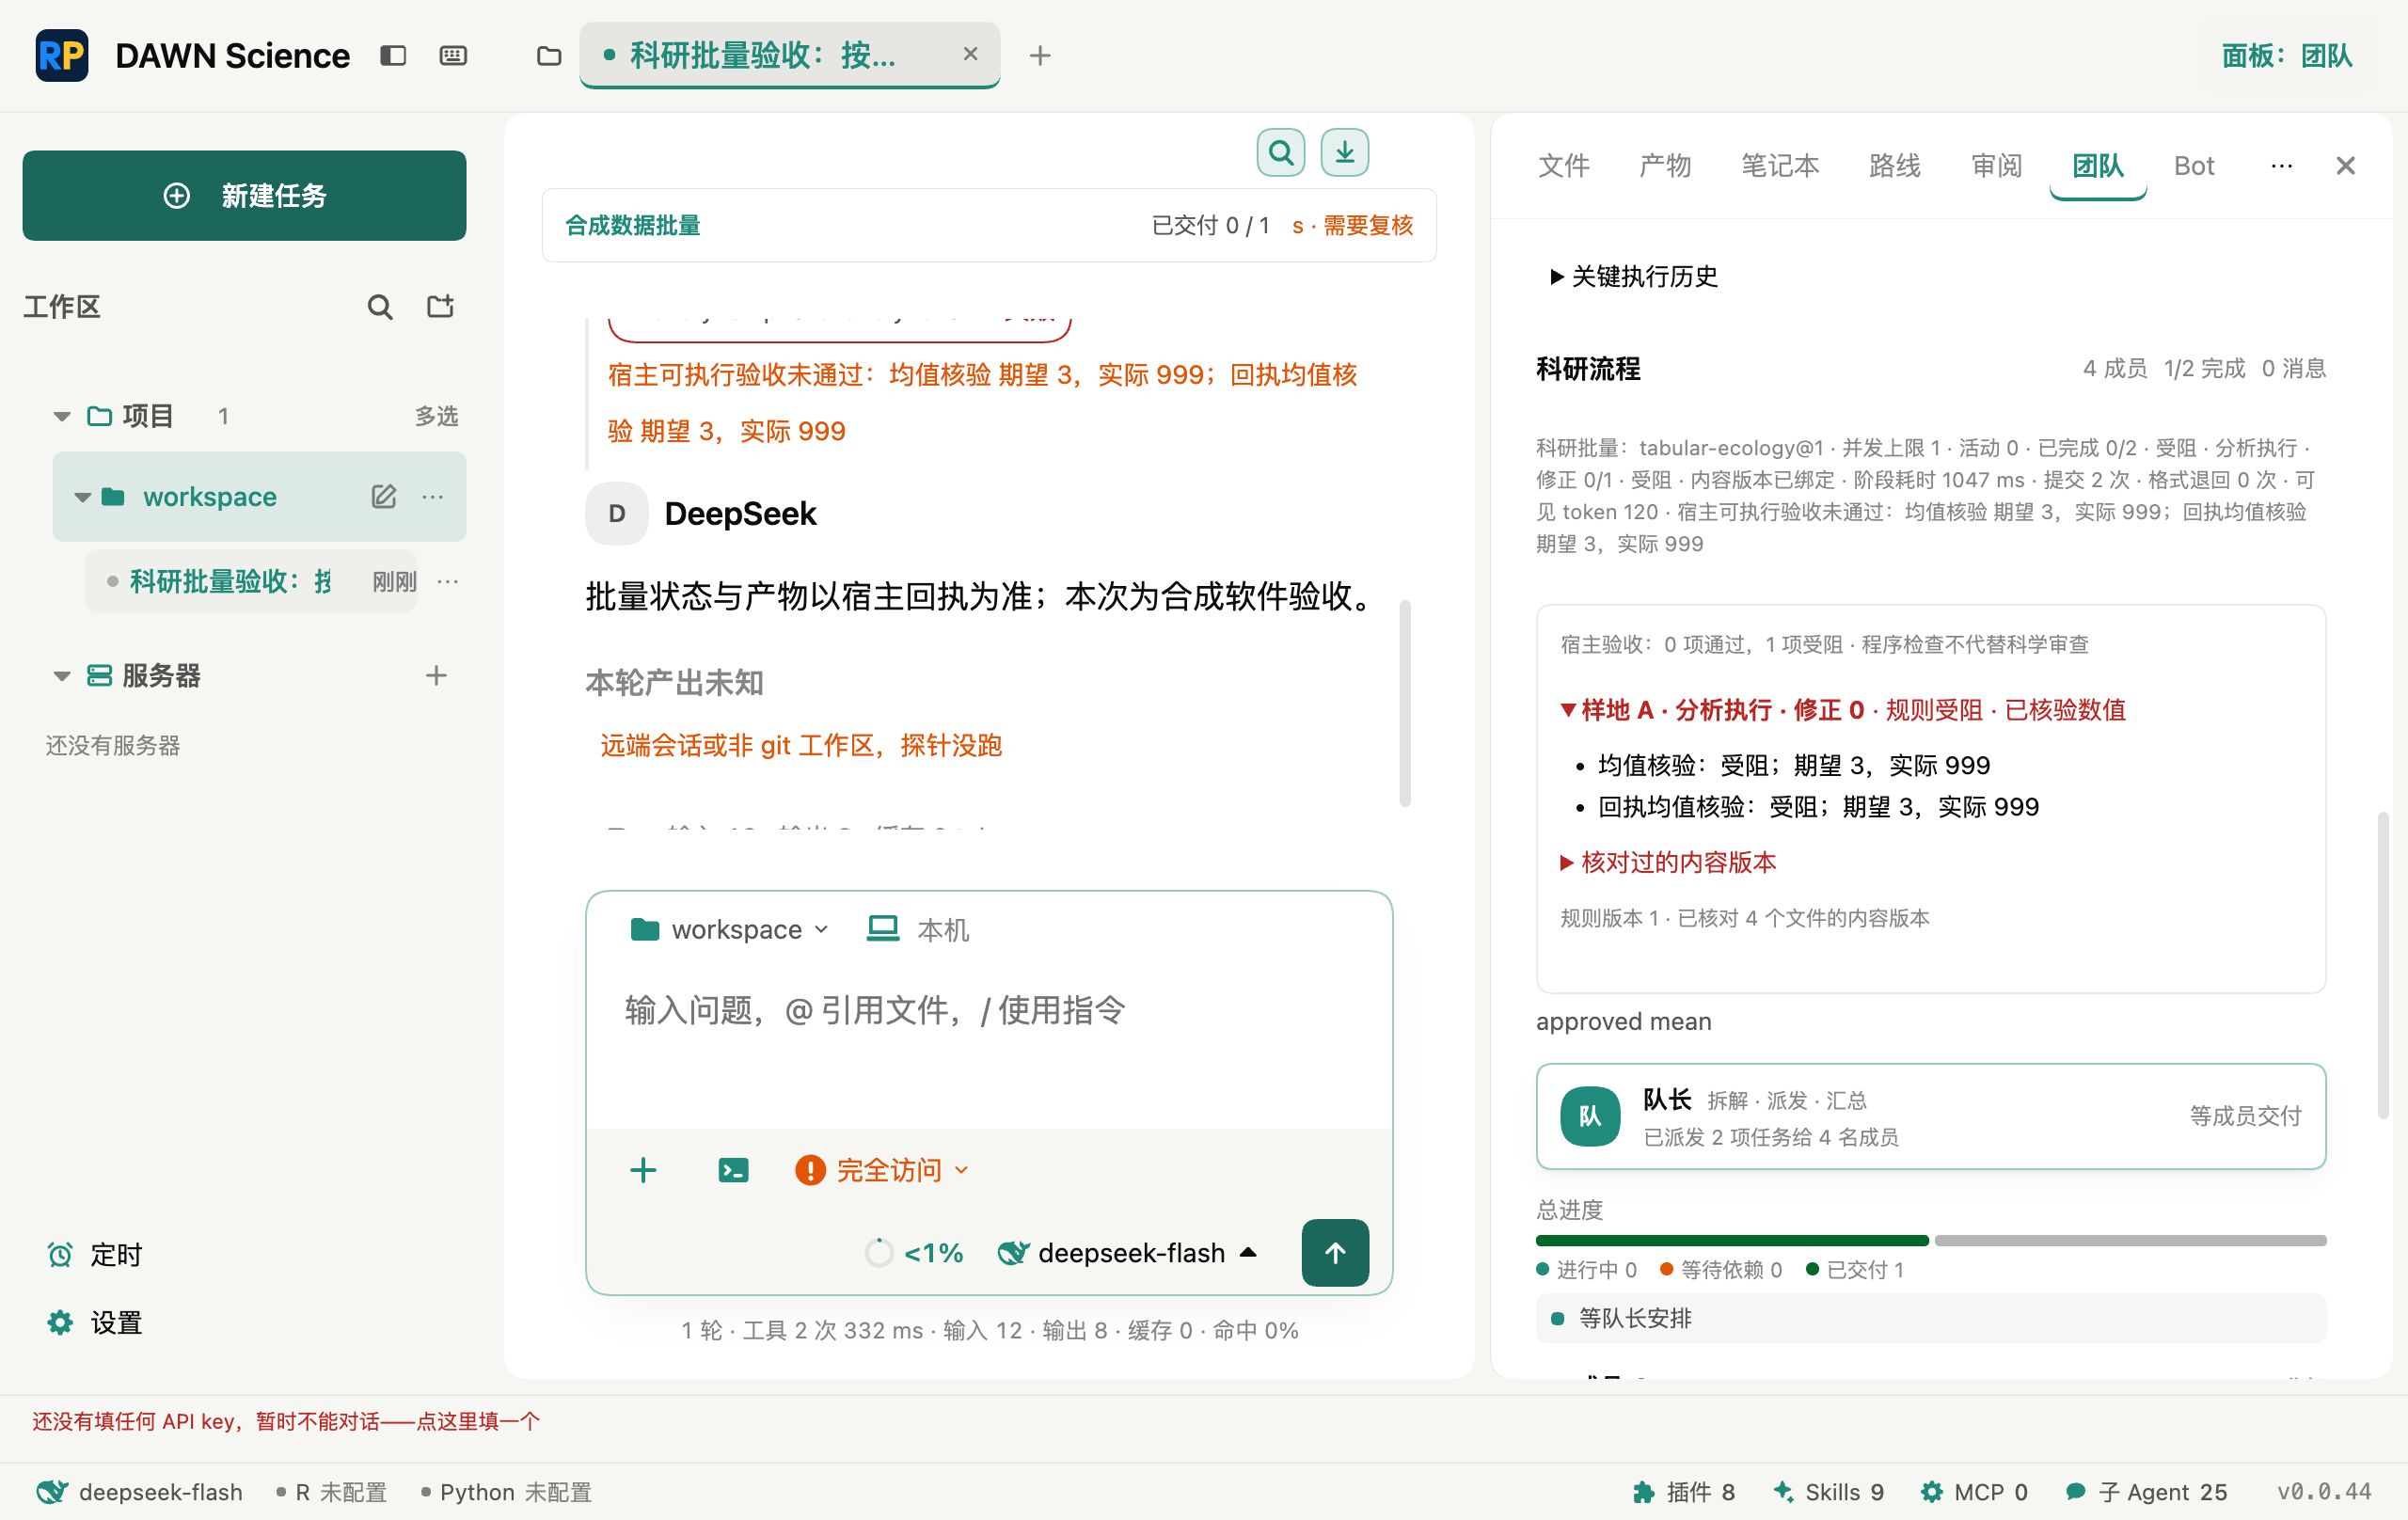 RP
DAWN Science
科研批量验收：按...
面板：团队
新建任务
工作区
项目 1 多选
workspace
科研批量验收：按 刚刚
服务器
还没有服务器
定时
设置
合成数据批量
已交付 0 / 1 s · 需要复核
宿主可执行验收未通过：均值核验 期望 3，实际 999；回执均值核
验 期望 3，实际 999
D DeepSeek
批量状态与产物以宿主回执为准；本次为合成软件验收。
本轮产出未知
远端会话或非 git 工作区，探针没跑
workspace 本机
输入问题，@ 引用文件，/ 使用指令
完全访问
<1% deepseek-flash
1 轮 · 工具 2 次 332 ms · 输入 12 · 输出 8 · 缓存 0 · 命中 0%
文件 产物 笔记本 路线 审阅 团队 Bot ···
关键执行历史
科研流程 4 成员 1/2 完成 0 消息
科研批量：tabular-ecology@1 · 并发上限 1 · 活动 0 · 已完成 0/2 · 受阻 · 分析执行 ·
修正 0/1 · 受阻 · 内容版本已绑定 · 阶段耗时 1047 ms · 提交 2 次 · 格式退回 0 次 · 可
见 token 120 · 宿主可执行验收未通过：均值核验 期望 3，实际 999；回执均值核验
期望 3，实际 999
宿主验收：0 项通过，1 项受阻 · 程序检查不代替科学审查
样地 A · 分析执行 · 修正 0 · 规则受阻 · 已核验数值
• 均值核验：受阻；期望 3，实际 999
• 回执均值核验：受阻；期望 3，实际 999
核对过的内容版本
规则版本 1 · 已核对 4 个文件的内容版本
approved mean
队 队长 拆解 · 派发 · 汇总
已派发 2 项任务给 4 名成员
等成员交付
总进度
进行中 0 等待依赖 0 已交付 1
等队长安排
还没有填任何 API key，暂时不能对话——点这里填一个
deepseek-flash R 未配置 Python 未配置
插件 8 Skills 9 MCP 0 子 Agent 25 v0.0.44